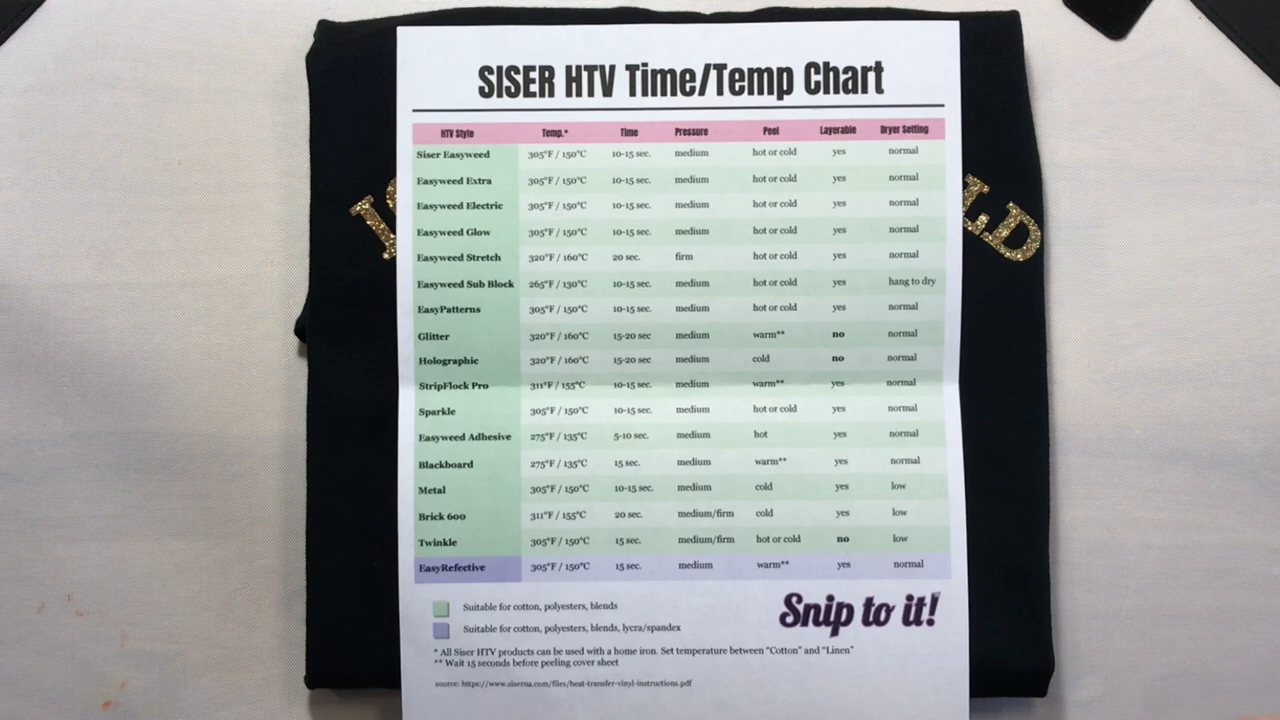 SISER HTV Time/Temp Chart
HTV Style Temp.* Time Pressure Peel Layerable Dryer Setting
Siser Easyweed 305°F / 150°C 10-15 sec. medium hot or cold yes normal
Easyweed Extra 305°F / 150°C 10-15 sec. medium hot or cold yes normal
Easyweed Electric 305°F / 150°C 10-15 sec. medium hot or cold yes normal
Easyweed Glow 305°F / 150°C 10-15 sec. medium hot or cold yes normal
Easyweed Stretch 320°F / 160°C 20 sec. firm hot or cold yes normal
Easyweed Sub Block 265°F / 130°C 10-15 sec. medium hot or cold yes hang to dry
EasyPatterns 305°F / 150°C 10-15 sec. medium hot or cold yes normal
Glitter 320°F / 160°C 15-20 sec medium warm** no normal
Holographic 320°F / 160°C 15-20 sec medium cold no normal
StripFlock Pro 311°F / 155°C 10-15 sec. medium warm** yes normal
Sparkle 305°F / 150°C 10-15 sec. medium hot or cold yes normal
Easyweed Adhesive 275°F / 135°C 5-10 sec. medium hot yes normal
Blackboard 275°F / 135°C 15 sec. medium warm** yes normal
Metal 305°F / 150°C 10-15 sec. medium cold yes low
Brick 600 311°F / 155°C 20 sec. medium/firm cold yes low
Twinkle 305°F / 150°C 15 sec. medium/firm hot or cold no low
EasyRefective 305°F / 150°C 15 sec. medium warm** yes normal
Suitable for cotton, polyesters, blends
Suitable for cotton, polyesters, blends, lycra/spandex
Snip to it!
* All Siser HTV products can be used with a home iron. Set temperature between "Cotton" and "Linen"
** Wait 15 seconds before peeling cover sheet
source: https://www.siserna.com/files/heat-transfer-vinyl-instructions.pdf
LD